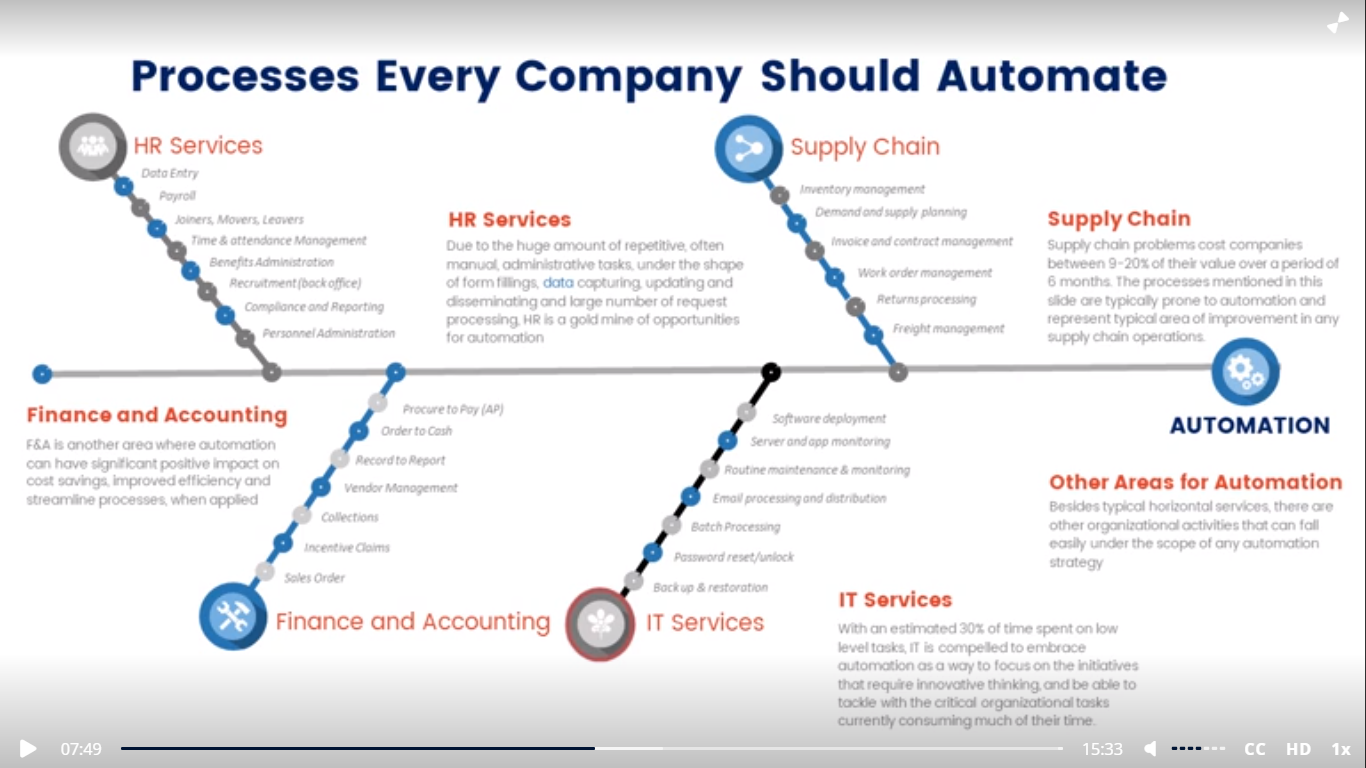 Processes Every Company Should Automate
HR Services
Data Entry
Payroll
Joiners, Movers, Leavers
Time & attendance Management
Benefits Administration
Recruitment(back office)
Compliance and Reporting
Personnel Administration
HR Services
Due to the huge amount of repetitive, often
manual, administrative tasks, under the shape
of form fillings, data capturing, updating and
disseminating and large number of request
processing, HR is a gold mine of opportunities
for automation
Supply Chain
Inventory management
Demand and supply planning
Invoice and contract management
Work order management
Returns processing
Freight management
Supply Chain
Supply chain problems cost companies
between 9-20% of their value over a period of
6 months. The processes mentioned in this
slide are typically prone to automation and
represent typical area of improvement in any
supply chain operations.
AUTOMATION
Finance and Accounting
F&A is another area where automation
can have significant positive impact on
cost savings, improved efficiency and
streamline processes, when applied
Procure to Pay (AP)
Order to Cash
Record to Report
Vendor Management
Collections
Incentive Claims
Sales Order
Finance and Accounting
Software deployment
Server and app monitoring
Routine maintenance & monitoring
Email processing and distribution
Batch Processing
Password reset/unlock
Back up & restoration
IT Services
Other Areas for Automation
Besides typical horizontal services, there are
other organizational activities that can fall
easily under the scope of any automation
strategy
IT Services
With an estimated 30% of time spent on low
level tasks, IT is compelled to embrace
automation as a way to focus on the initiatives
that require innovative thinking, and be able to
tackle with the critical organizational tasks
currently consuming much of their time.
07:49
15:33
CC
HD
1x